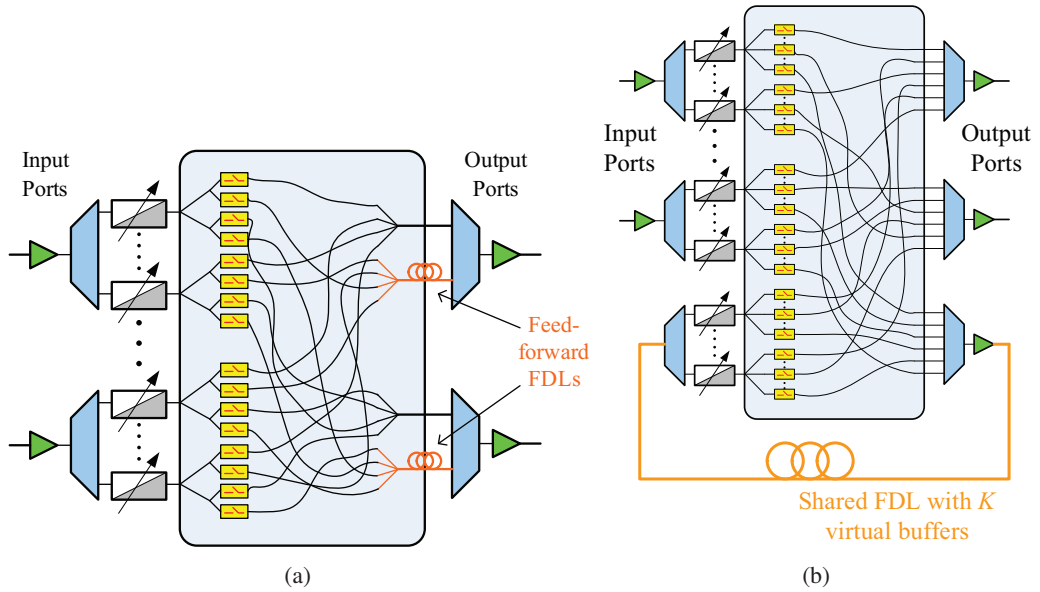 Input
Ports
Output
Ports
Feed-
forward
FDLs
(a)
Input
Ports
Output
Ports
Shared FDL with K
virtual buffers
(b)